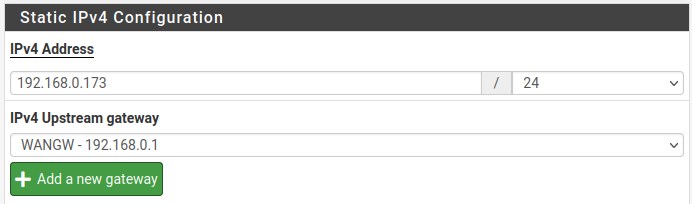 Static IPv4 Configuration
IPv4 Address
192.168.0.173 / 24
IPv4 Upstream gateway
WANGW - 192.168.0.1
Add a new gateway